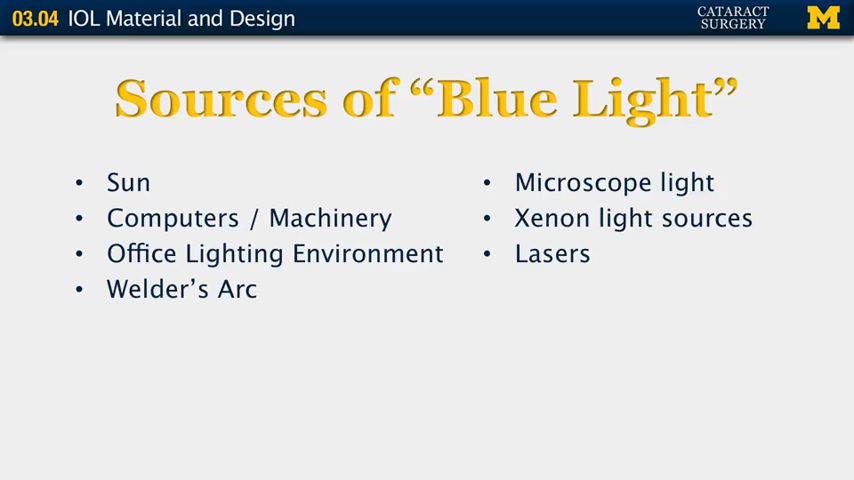 03.04 IOL Material and Design
CATARACT
SURGERY
M
Sources of “Blue Light”
• Sun
• Computers / Machinery
• Office Lighting Environment
• Welder’s Arc
• Microscope light
• Xenon light sources
• Lasers